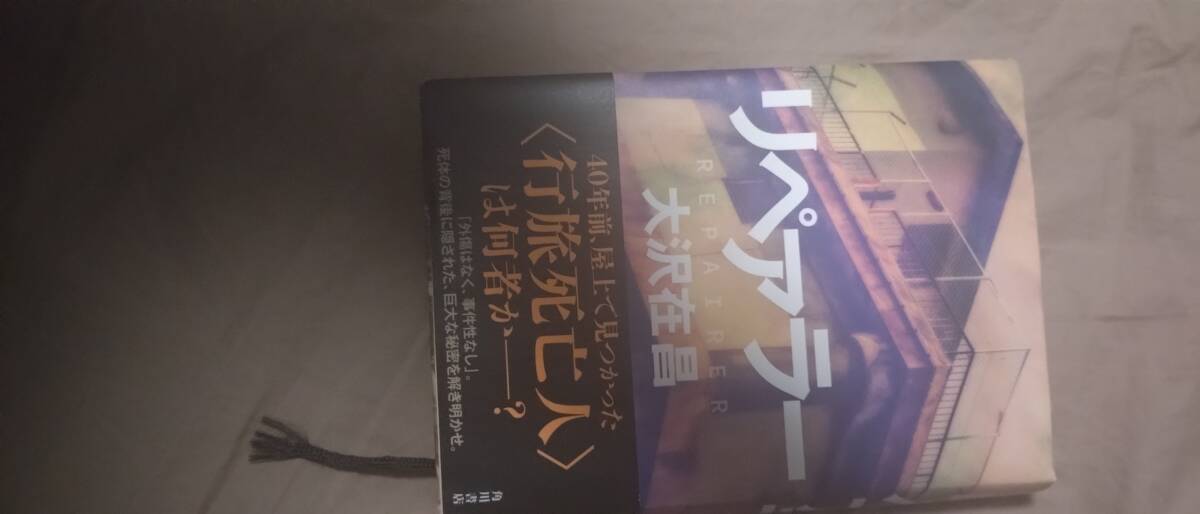 リペアラー
REPAIRER
大沢在昌
40年前、屋上で見つかった
〈行旅死亡人〉
は何者か——?
「外傷はなく、事件性なし」。
死体の背後に隠された、巨大な秘密を解き明かせ。
角川書店